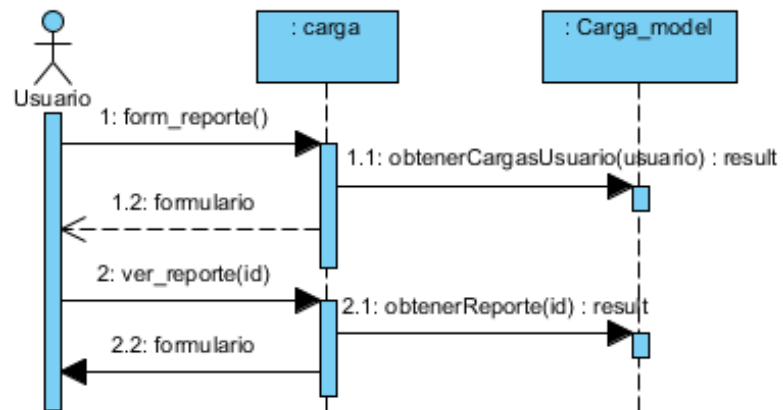 : carga
: Carga_model
Usuario
1: form_reporte()
1.1: obtenerCargasUsuario(usuario) : result
1.2: formulario
2: ver_reporte(id)
2.1: obtenerReporte(id) : result
2.2: formulario